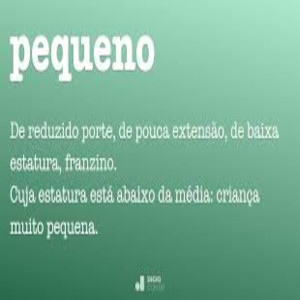 pequeno
De reduzido porte, de pouca extensão, de baixa
estatura, franzino.
Cuja estatura está abaixo da média: criança
muito pequena.